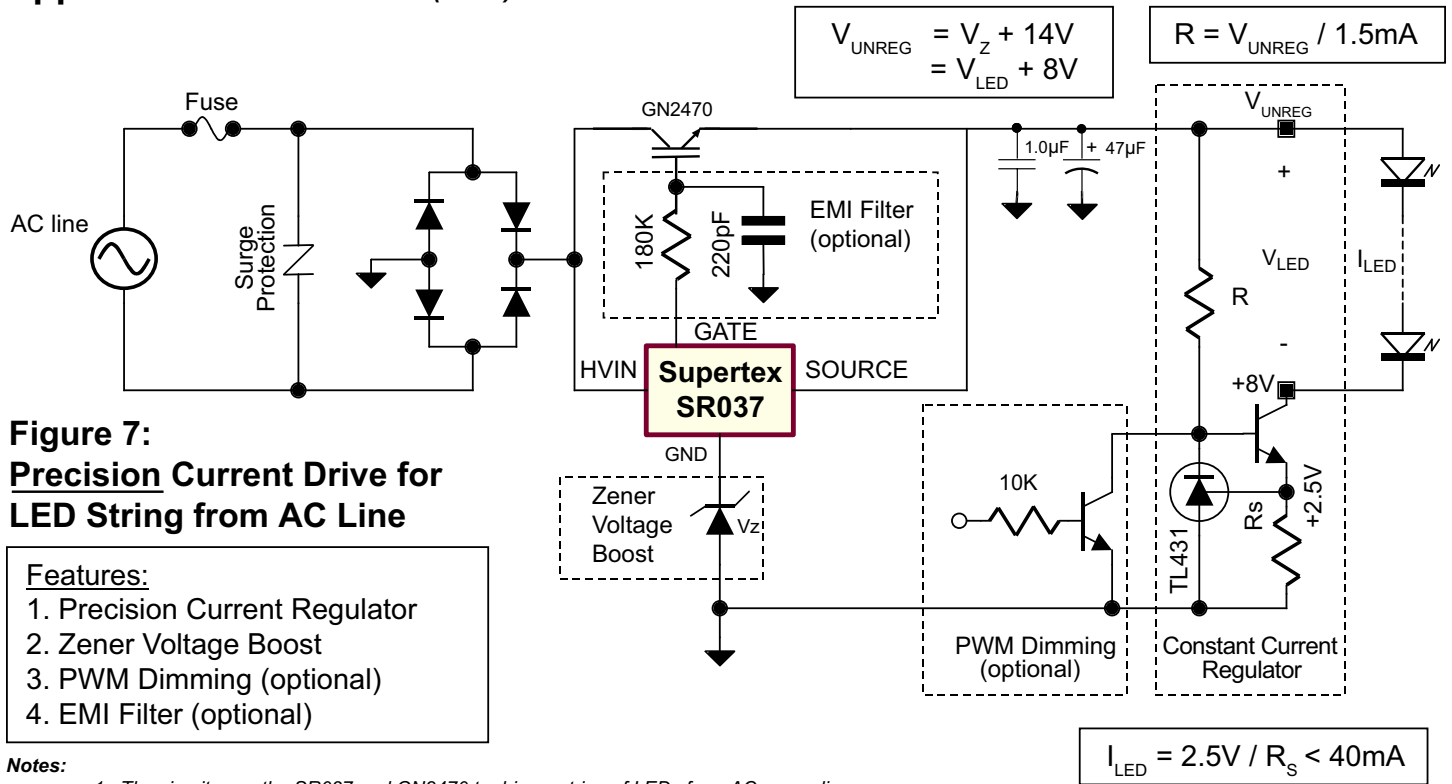 V_UNREG = V_Z + 14V
= V_LED + 8V
R = V_UNREG / 1.5mA
Fuse
GN2470
V_UNREG
1.0µF
+ 47µF
+
AC line
Surge
Protection
180K
220pF
EMI Filter
(optional)
V_LED
I_LED
R
GATE
-
HVIN
Supertex
SR037
SOURCE
+8V
GND
Figure 7:
Precision Current Drive for
LED String from AC Line
Zener
Voltage
Boost
Vz
10K
TL431
Rs
+2.5V
Features:
1. Precision Current Regulator
2. Zener Voltage Boost
3. PWM Dimming (optional)
4. EMI Filter (optional)
PWM Dimming
(optional)
Constant Current
Regulator
I_LED = 2.5V / R_S < 40mA
Notes: